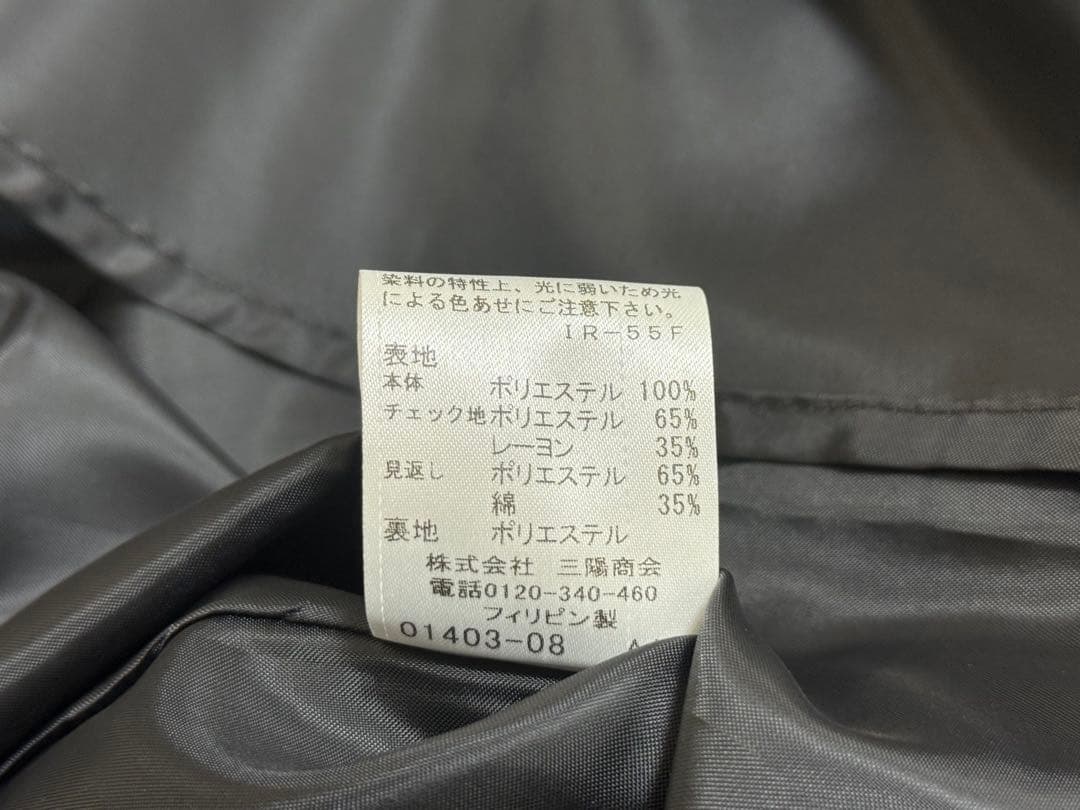 染料の特性上、光に弱いため光
による色あせにご注意下さい。
IR-55F
表地
本体 ポリエステル 100%
チェック地 ポリエステル 65%
レーヨン 35%
見返し ポリエステル 65%
綿 35%
裏地 ポリエステル
株式会社 三陽商会
電話0120-340-460
フィリピン製
01403-08